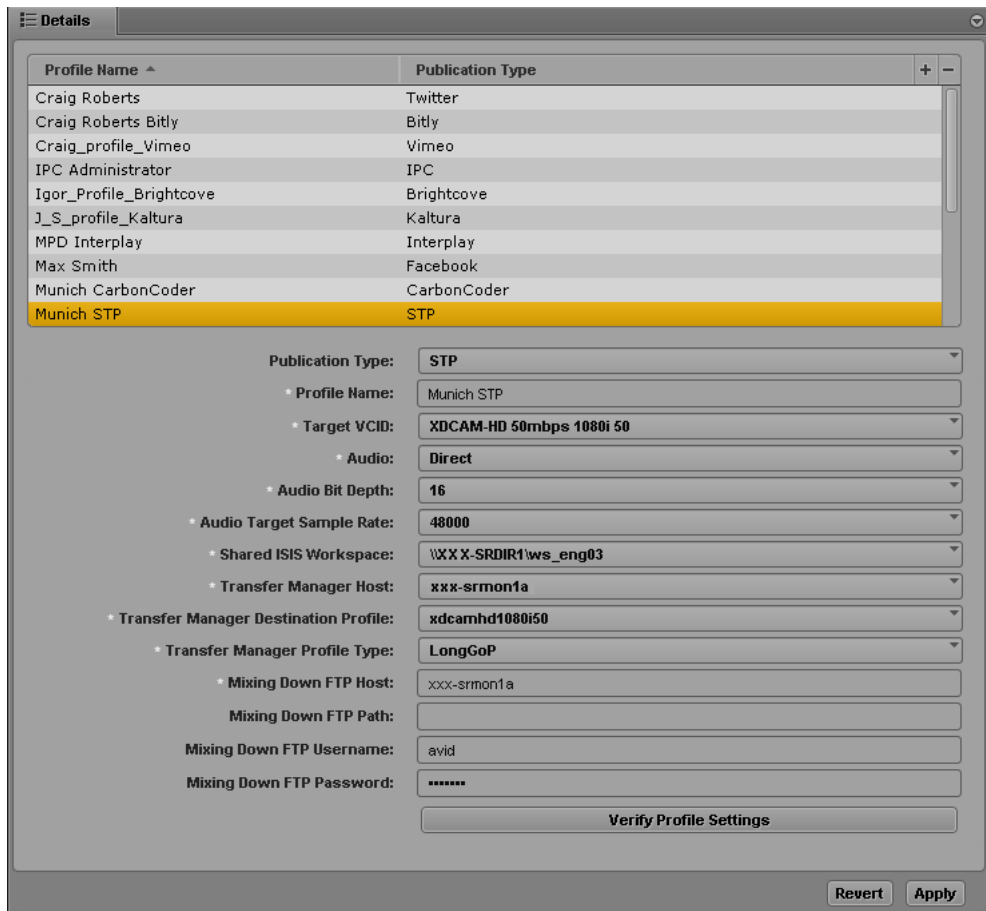 Details
Profile Name Publication Type + −
Craig Roberts Twitter
Craig Roberts Bitly Bitly
Craig_profile_Vimeo Vimeo
IPC Administrator IPC
Igor_Profile_Brightcove Brightcove
J_S_profile_Kaltura Kaltura
MPD Interplay Interplay
Max Smith Facebook
Munich CarbonCoder CarbonCoder
Munich STP STP
Publication Type: STP
* Profile Name: Munich STP
* Target VCID: XDCAM-HD 50mbps 1080i 50
* Audio: Direct
* Audio Bit Depth: 16
* Audio Target Sample Rate: 48000
* Shared ISIS Workspace: \\XXX-SRDIR1\ws_eng03
* Transfer Manager Host: xxx-srmon1a
* Transfer Manager Destination Profile: xdcamhd1080i50
* Transfer Manager Profile Type: LongGoP
* Mixing Down FTP Host: xxx-srmon1a
Mixing Down FTP Path:
Mixing Down FTP Username: avid
Mixing Down FTP Password: •••••••
Verify Profile Settings
Revert Apply